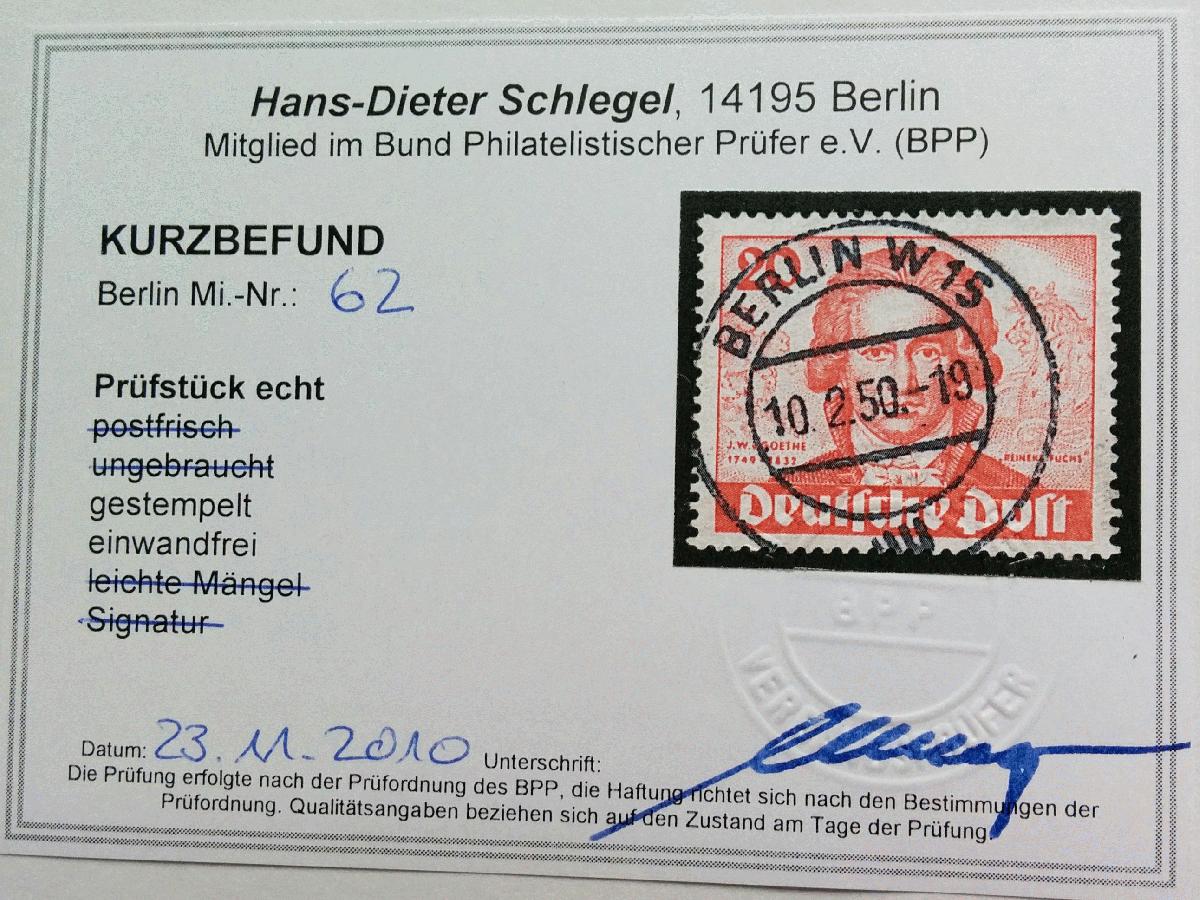 Hans-Dieter Schlegel, 14195 Berlin
Mitglied im Bund Philatelistischer Prüfer e.V. (BPP)
KURZBEFUND
Berlin Mi.-Nr.: 62
Prüfstück echt
postfrisch
ungebraucht
gestempelt
einwandfrei
leichte Mängel
Signatur
20
BERLIN W15
10.2.50.-19
J.W. GOETHE
1749 1832
REINEKE FUCHS"
Deutsche Post
BPP
Datum: 23.11.2010 Unterschrift:
Die Prüfung erfolgte nach der Prüfordnung des BPP, die Haftung richtet sich nach den Bestimmungen der
Prüfordnung. Qualitätsangaben beziehen sich auf den Zustand am Tage der Prüfung.